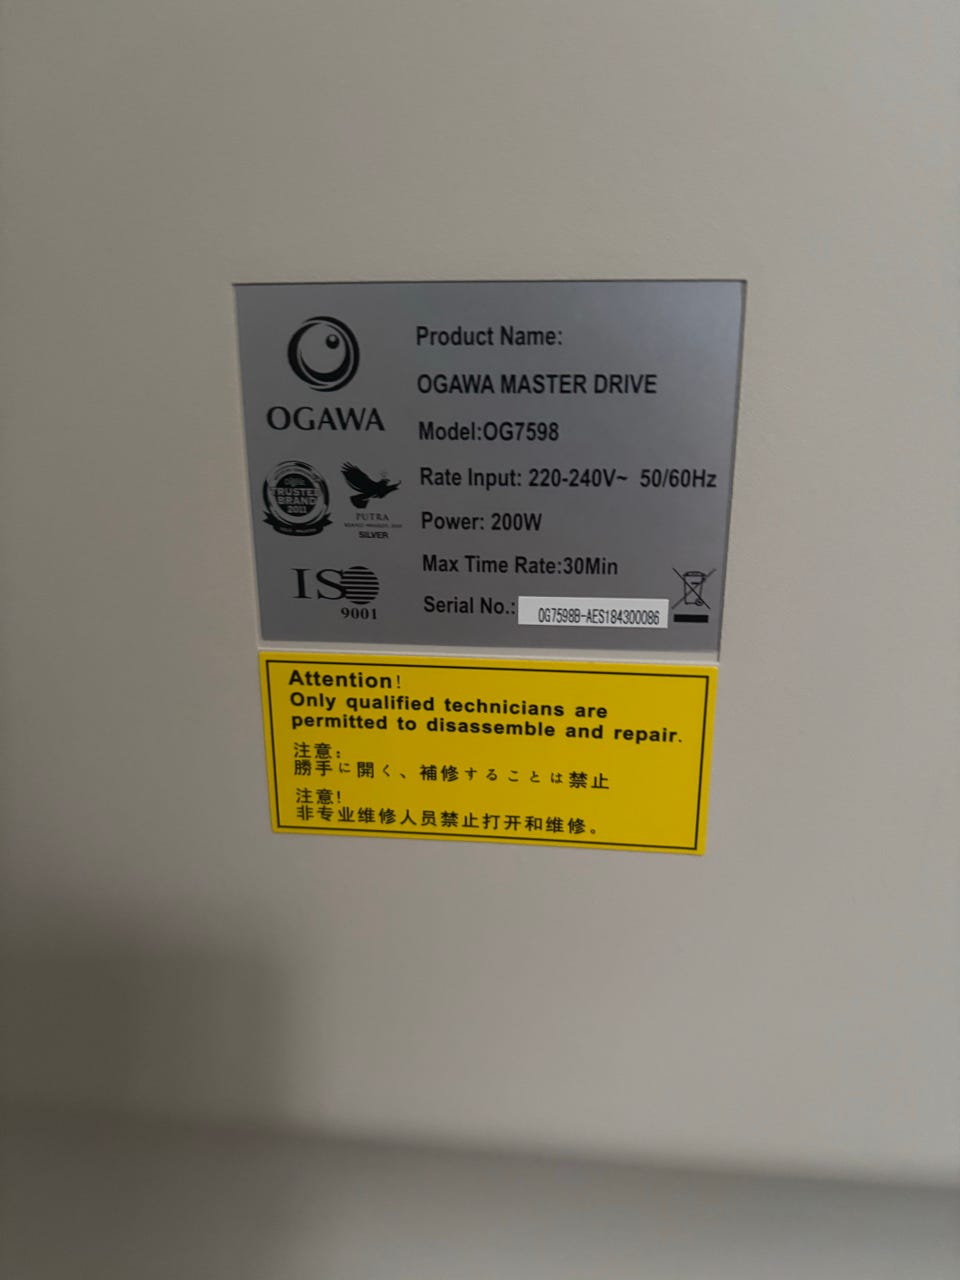 OGAWA
TRUSTED
BRAND
2011
PUTRA
SILVER
ISO
9001
Product Name:
OGAWA MASTER DRIVE
Model:OG7598
Rate Input: 220-240V~ 50/60Hz
Power: 200W
Max Time Rate:30Min
Serial No.: OG7598B-AES184300086
Attention!
Only qualified technicians are
permitted to disassemble and repair.
注意:
勝手に開く、補修することは禁止
注意!
非专业维修人员禁止打开和维修。